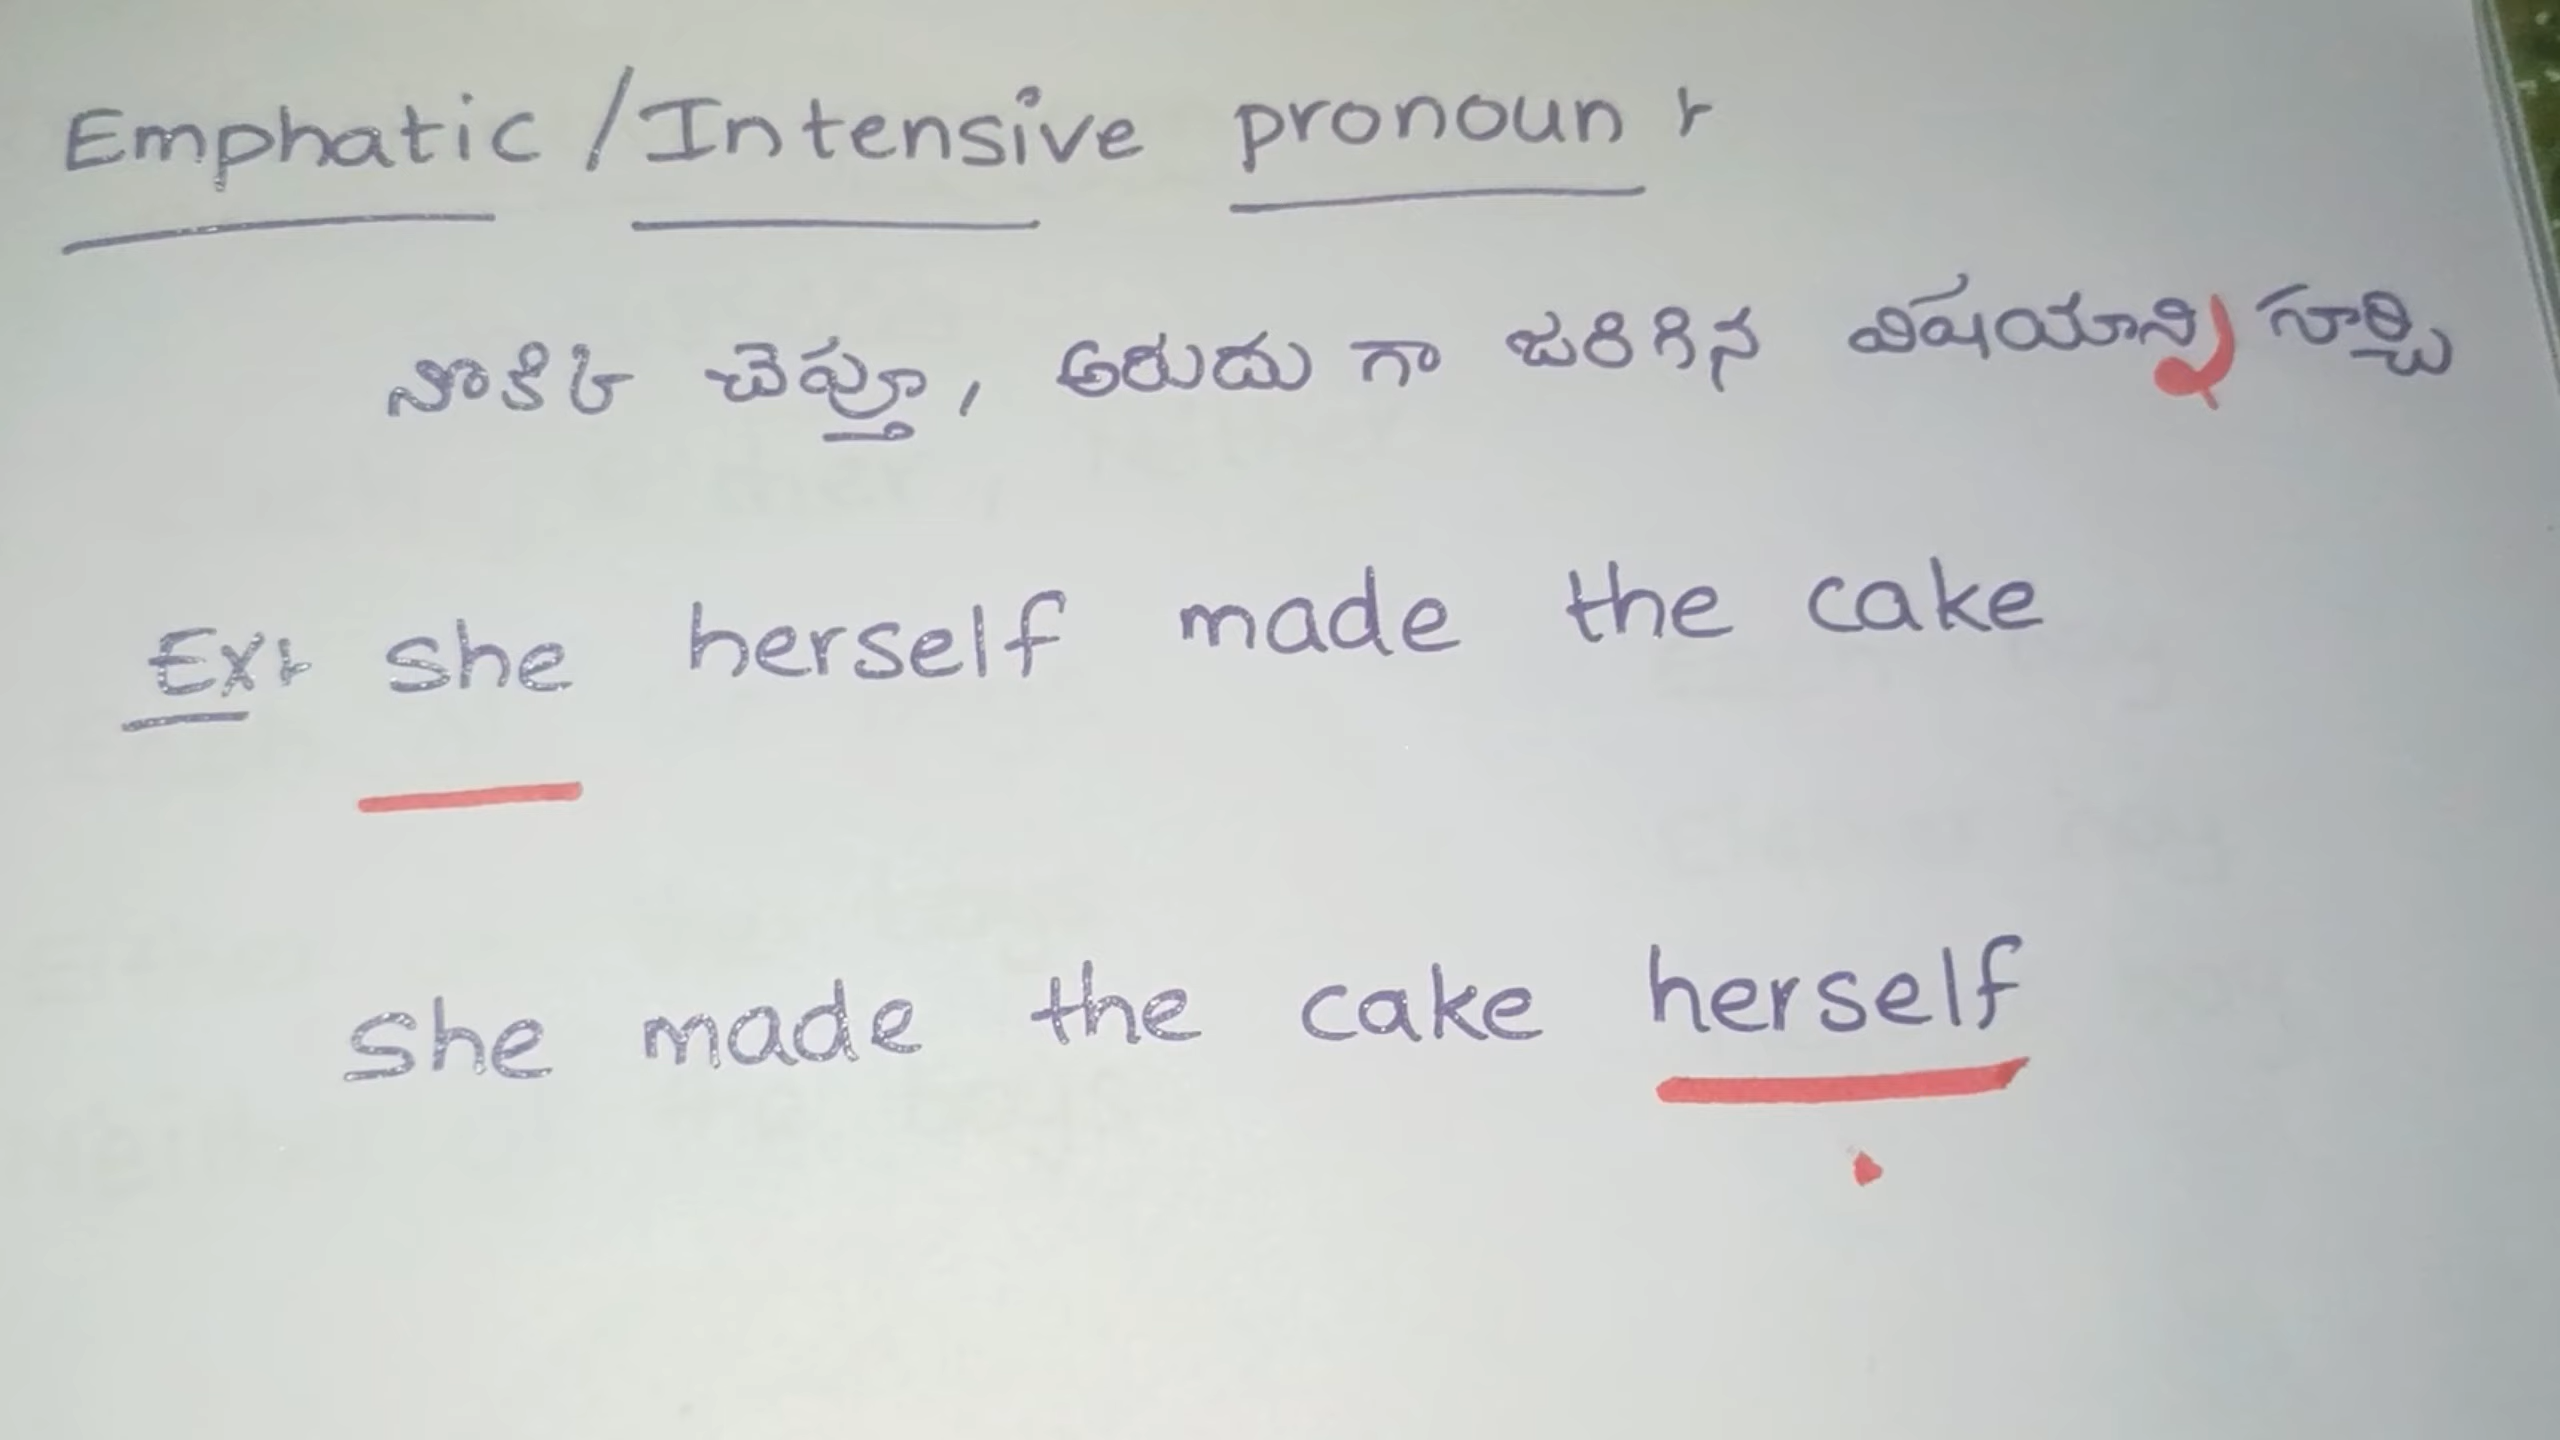 Emphatic / Intensive pronoun :-
నొకికి చెప్తూ, అరుదు గా జరిగిన విషయాన్ని సూర్చి
Ex:- she herself made the cake
she made the cake herself